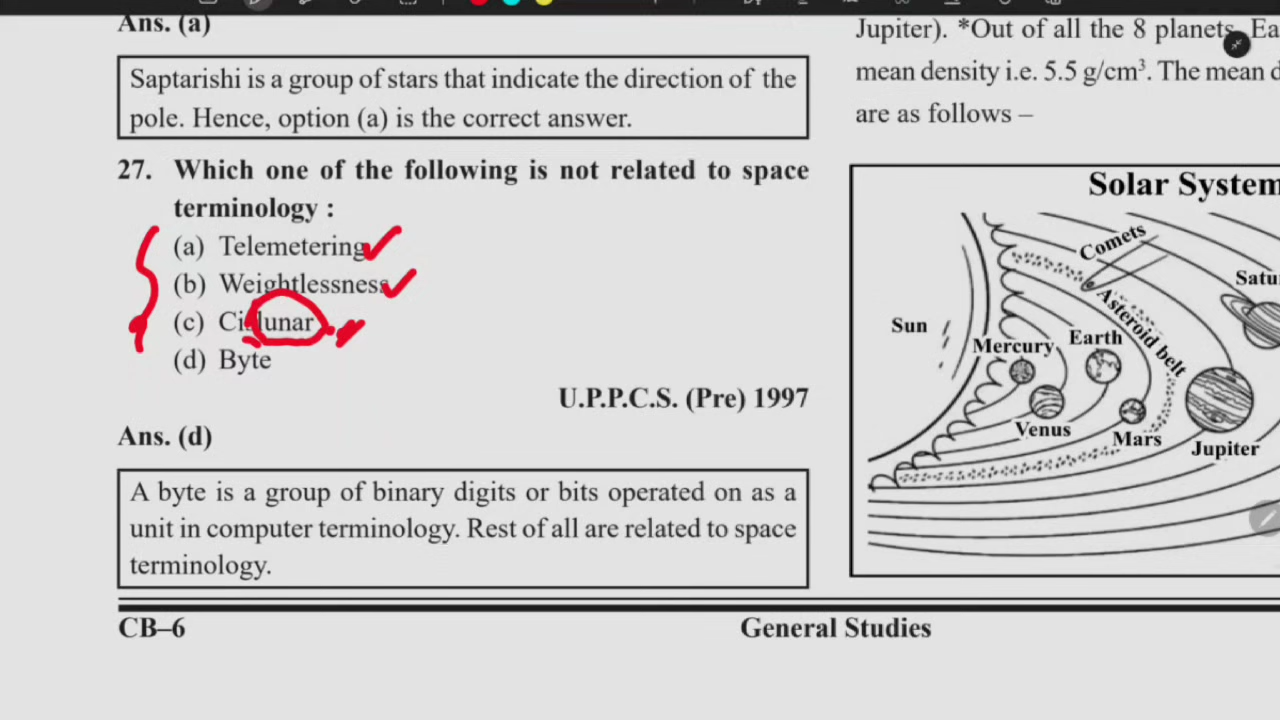 Ans. (a)
Saptarishi is a group of stars that indicate the direction of the
pole. Hence, option (a) is the correct answer.
27. Which one of the following is not related to space
terminology :
(a) Telemetering
(b) Weightlessness
(c) Cislunar
(d) Byte
U.P.P.C.S. (Pre) 1997
Ans. (d)
A byte is a group of binary digits or bits operated on as a
unit in computer terminology. Rest of all are related to space
terminology.
CB–6
General Studies
Jupiter). *Out of all the 8 planets, Ea
mean density i.e. 5.5 g/cm³. The mean d
are as follows –
Solar System
Comets
Satu
Asteroid belt
Sun
Earth
Mercury
Venus
Mars
Jupiter